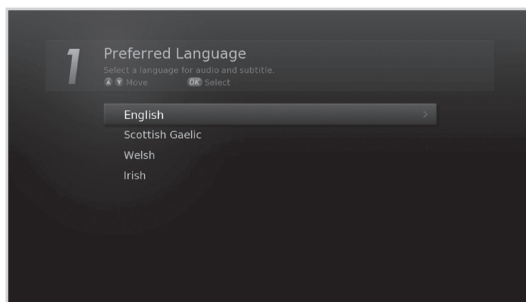 1
Preferred Language
Select a language for audio and subtitle.
Move OK Select
English
Scottish Gaelic
Welsh
Irish